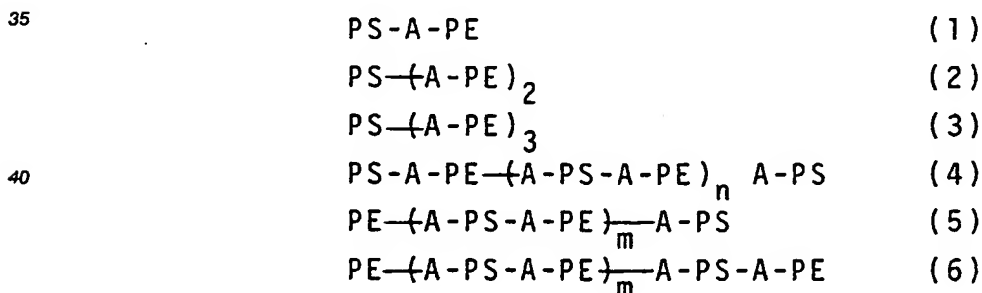 35 PS-A-PE (1)
PS-(A-PE)2 (2)
PS-(A-PE)3 (3)
40 PS-A-PE-(A-PS-A-PE)n A-PS (4)
PE-(A-PS-A-PE)m-A-PS (5)
PE-(A-PS-A-PE)m-A-PS-A-PE (6)